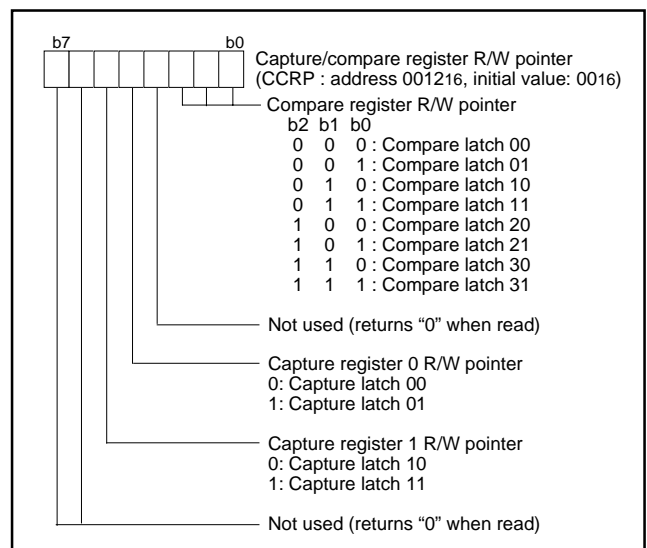 b7 b0
Capture/compare register R/W pointer
(CCRP : address 001216, initial value: 0016)
Compare register R/W pointer
b2 b1 b0
0 0 0 : Compare latch 00
0 0 1 : Compare latch 01
0 1 0 : Compare latch 10
0 1 1 : Compare latch 11
1 0 0 : Compare latch 20
1 0 1 : Compare latch 21
1 1 0 : Compare latch 30
1 1 1 : Compare latch 31
Not used (returns “0” when read)
Capture register 0 R/W pointer
0: Capture latch 00
1: Capture latch 01
Capture register 1 R/W pointer
0: Capture latch 10
1: Capture latch 11
Not used (returns “0” when read)